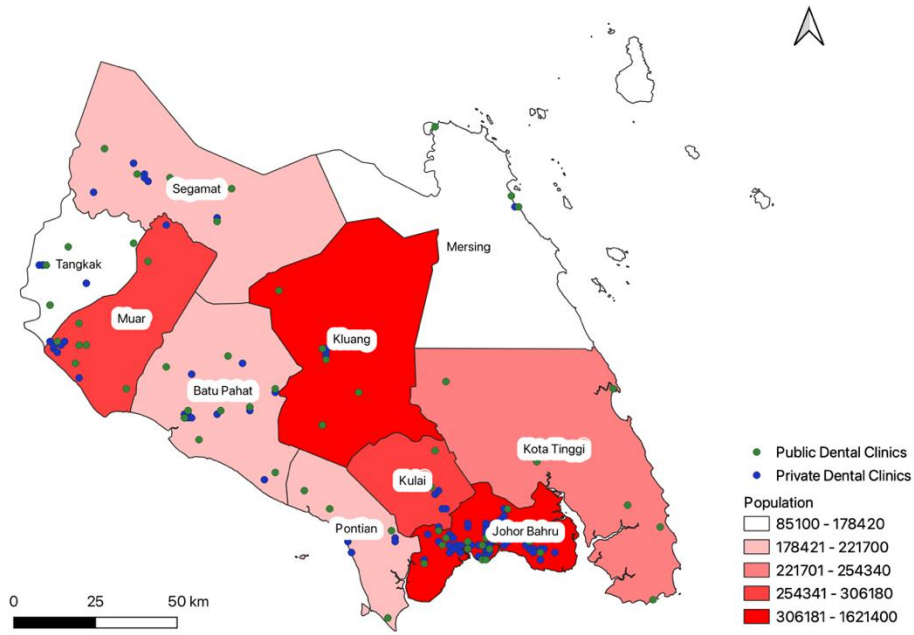 Segamat
Mersing
Tangkak
Muar
Kluang
Batu Pahat
Kota Tinggi
Kulai
Pontian
Johor Bahru
Public Dental Clinics
Private Dental Clinics
Population
85100 - 178420
178421 - 221700
221701 - 254340
254341 - 306180
306181 - 1621400
0 25 50 km